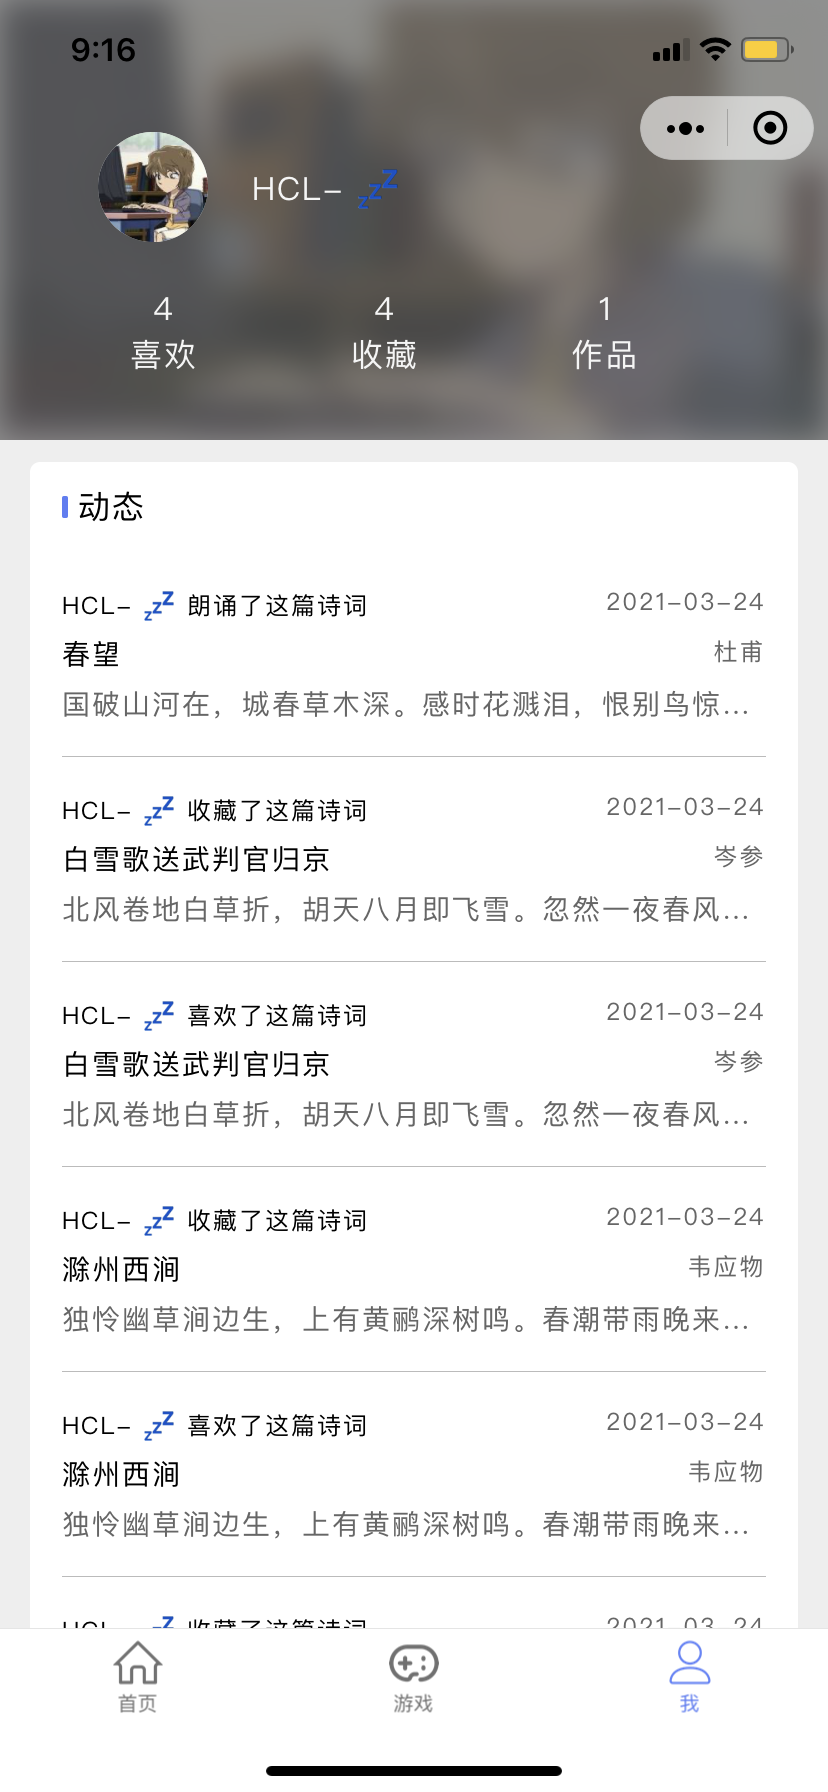 9:16
HCL- 💤
4 4 1
喜欢 收藏 作品
动态
HCL- 💤 朗诵了这篇诗词 2021-03-24
春望 杜甫
国破山河在，城春草木深。感时花溅泪，恨别鸟惊...
HCL- 💤 收藏了这篇诗词 2021-03-24
白雪歌送武判官归京 岑参
北风卷地白草折，胡天八月即飞雪。忽然一夜春风...
HCL- 💤 喜欢了这篇诗词 2021-03-24
白雪歌送武判官归京 岑参
北风卷地白草折，胡天八月即飞雪。忽然一夜春风...
HCL- 💤 收藏了这篇诗词 2021-03-24
滁州西涧 韦应物
独怜幽草涧边生，上有黄鹂深树鸣。春潮带雨晚来...
HCL- 💤 喜欢了这篇诗词 2021-03-24
滁州西涧 韦应物
独怜幽草涧边生，上有黄鹂深树鸣。春潮带雨晚来...
HCL- 💤 收藏了这篇诗词 2021-03-24
首页 游戏 我